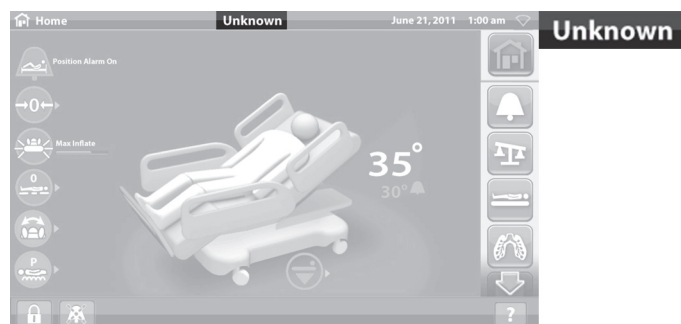 Home Unknown June 21, 2011 1:00 am
Unknown
Position Alarm On
→0←
Max Inflate
35°
30°
0
P
?